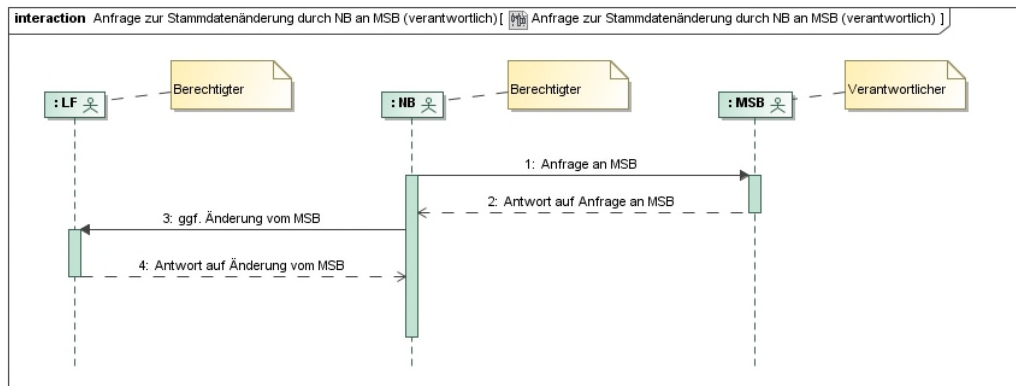 interaction Anfrage zur Stammdatenänderung durch NB an MSB (verantwortlich) [ Anfrage zur Stammdatenänderung durch NB an MSB (verantwortlich) ]
Berechtigter
Berechtigter
Verantwortlicher
: LF
: NB
: MSB
1: Anfrage an MSB
2: Antwort auf Anfrage an MSB
3: ggf. Änderung vom MSB
4: Antwort auf Änderung vom MSB